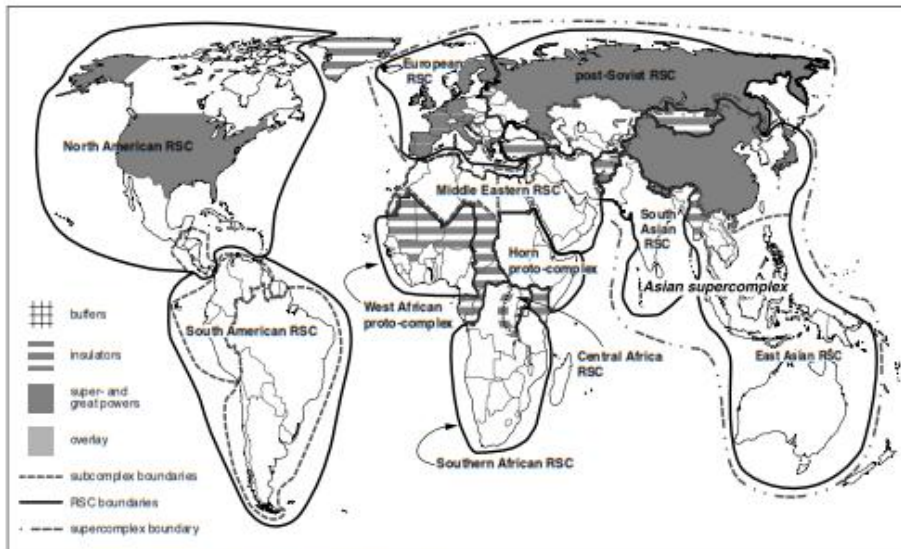 European
RSC
post-Soviet RSC
North American RSC
Middle Eastern RSC
South
Asian
RSC
Horn
proto-complex
Asian supercomplex
West African
proto-complex
South American RSC
Central Africa
RSC
East Asian RSC
Southern African RSC
buffers
insulators
super- and
great powers
overlay
subcomplex boundaries
RSC boundaries
supercomplex boundary